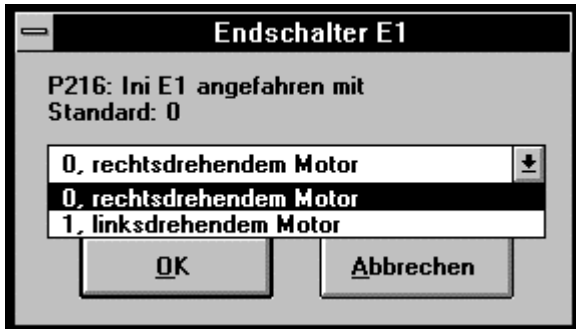 Endschalter E1
P216: Ini E1 angefahren mit
Standard: 0
0, rechtsdrehendem Motor
0, rechtsdrehendem Motor
1, linksdrehendem Motor
OK Abbrechen